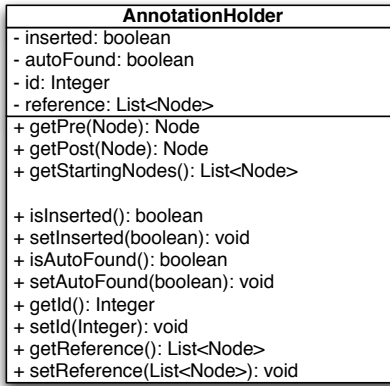 AnnotationHolder
- inserted: boolean
- autoFound: boolean
- id: Integer
- reference: List<Node>
+ getPre(Node): Node
+ getPost(Node): Node
+ getStartingNodes(): List<Node>
+ isInserted(): boolean
+ setInserted(boolean): void
+ isAutoFound(): boolean
+ setAutoFound(boolean): void
+ getId(): Integer
+ setId(Integer): void
+ getReference(): List<Node>
+ setReference(List<Node>): void